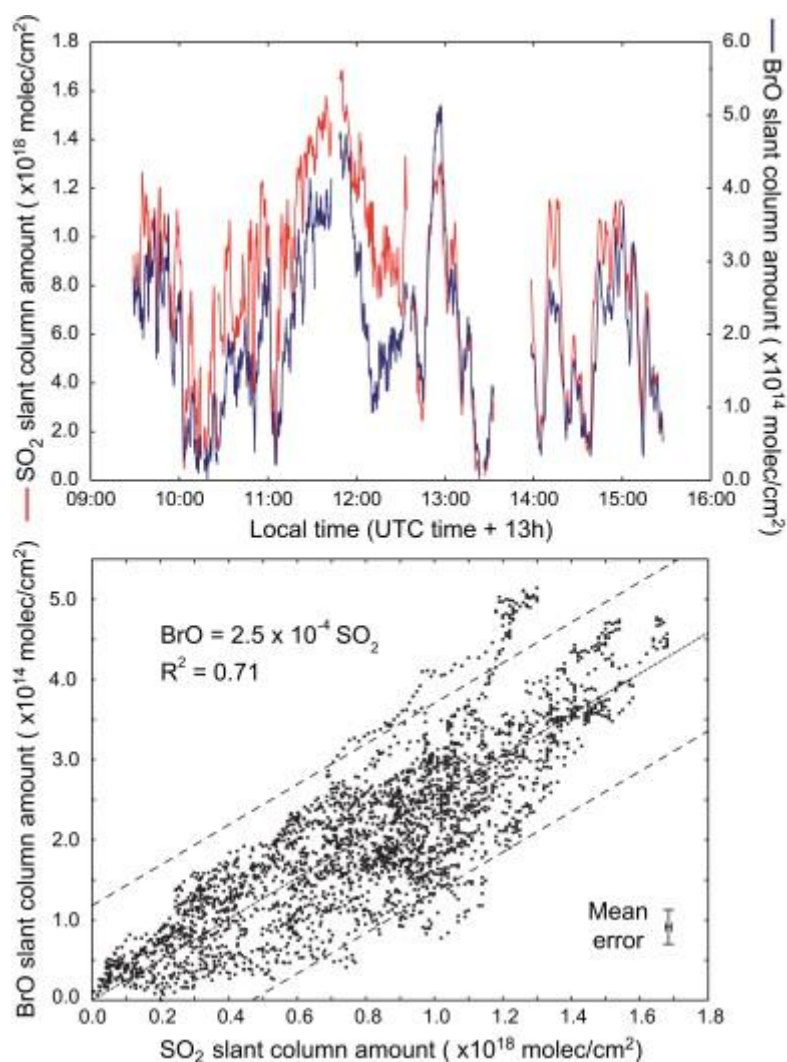 SO2 slant column amount ( x10^18 molec/cm^2)
1.8
1.6
1.4
1.2
1.0
8.0
6.0
4.0
2.0
0.0
6.0
5.0
4.0
3.0
2.0
1.0
0.0
BrO slant column amount ( x10^14 molec/cm^2)
09:00 10:00 11:00 12:00 13:00 14:00 15:00 16:00
Local time (UTC time + 13h)
BrO slant column amount ( x10^14 molec/cm^2)
5.0
4.0
3.0
2.0
1.0
0.0
BrO = 2.5 x 10^-4 SO2
R^2 = 0.71
Mean
error
0.0 0.2 0.4 0.6 0.8 1.0 1.2 1.4 1.6 1.8
SO2 slant column amount ( x10^18 molec/cm^2)